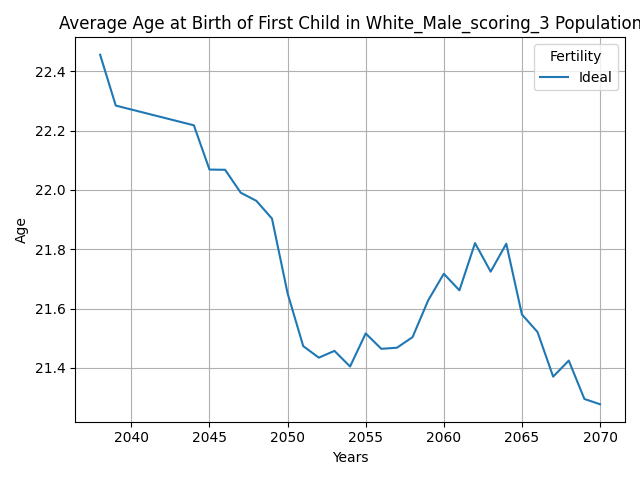 Average Age at Birth of First Child in White_Male_scoring_3 Population
Fertility
Ideal
Age
22.4
22.2
22.0
21.8
21.6
21.4
2040 2045 2050 2055 2060 2065 2070
Years